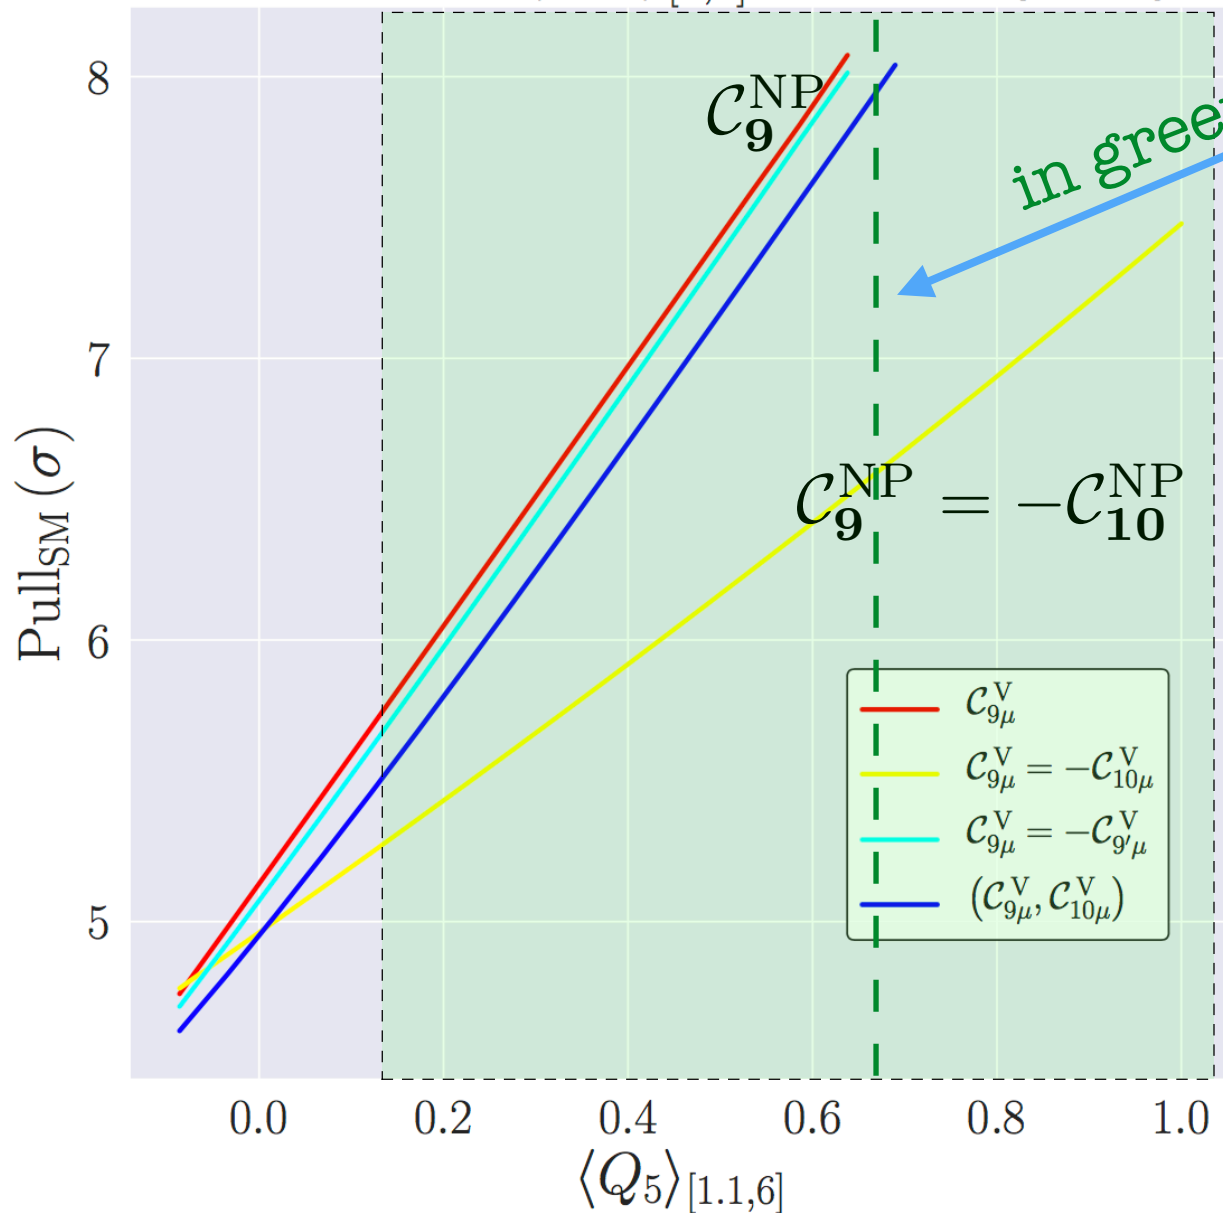 8
7
6
5
Pull_SM (σ)
𝒞_9^NP
in gree
𝒞_9^NP = −𝒞_10^NP
𝒞_9μ^V
𝒞_9μ^V = −𝒞_10μ^V
𝒞_9μ^V = −𝒞_9′μ^V
(𝒞_9μ^V, 𝒞_10μ^V)
0.0 0.2 0.4 0.6 0.8 1.0
⟨Q_5⟩_[1.1,6]